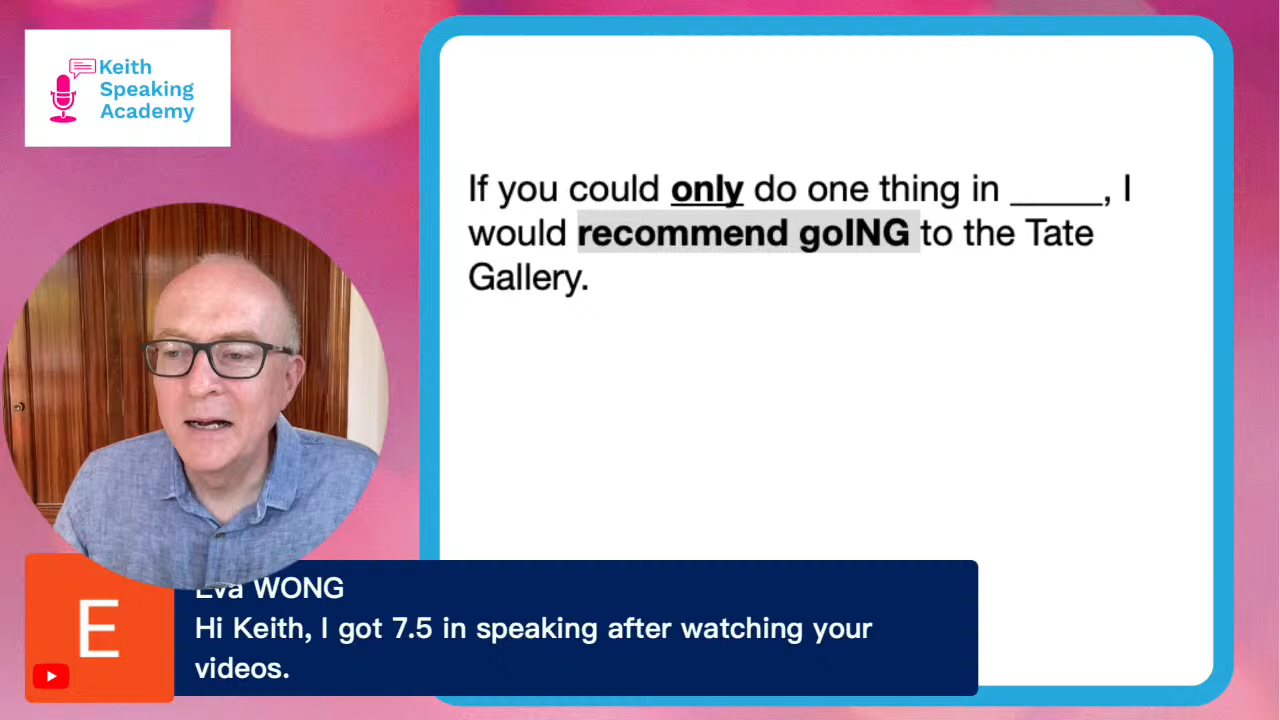 Keith
Speaking
Academy
If you could only do one thing in _____, I
would recommend goING to the Tate
Gallery.
E
Eva WONG
Hi Keith, I got 7.5 in speaking after watching your
videos.